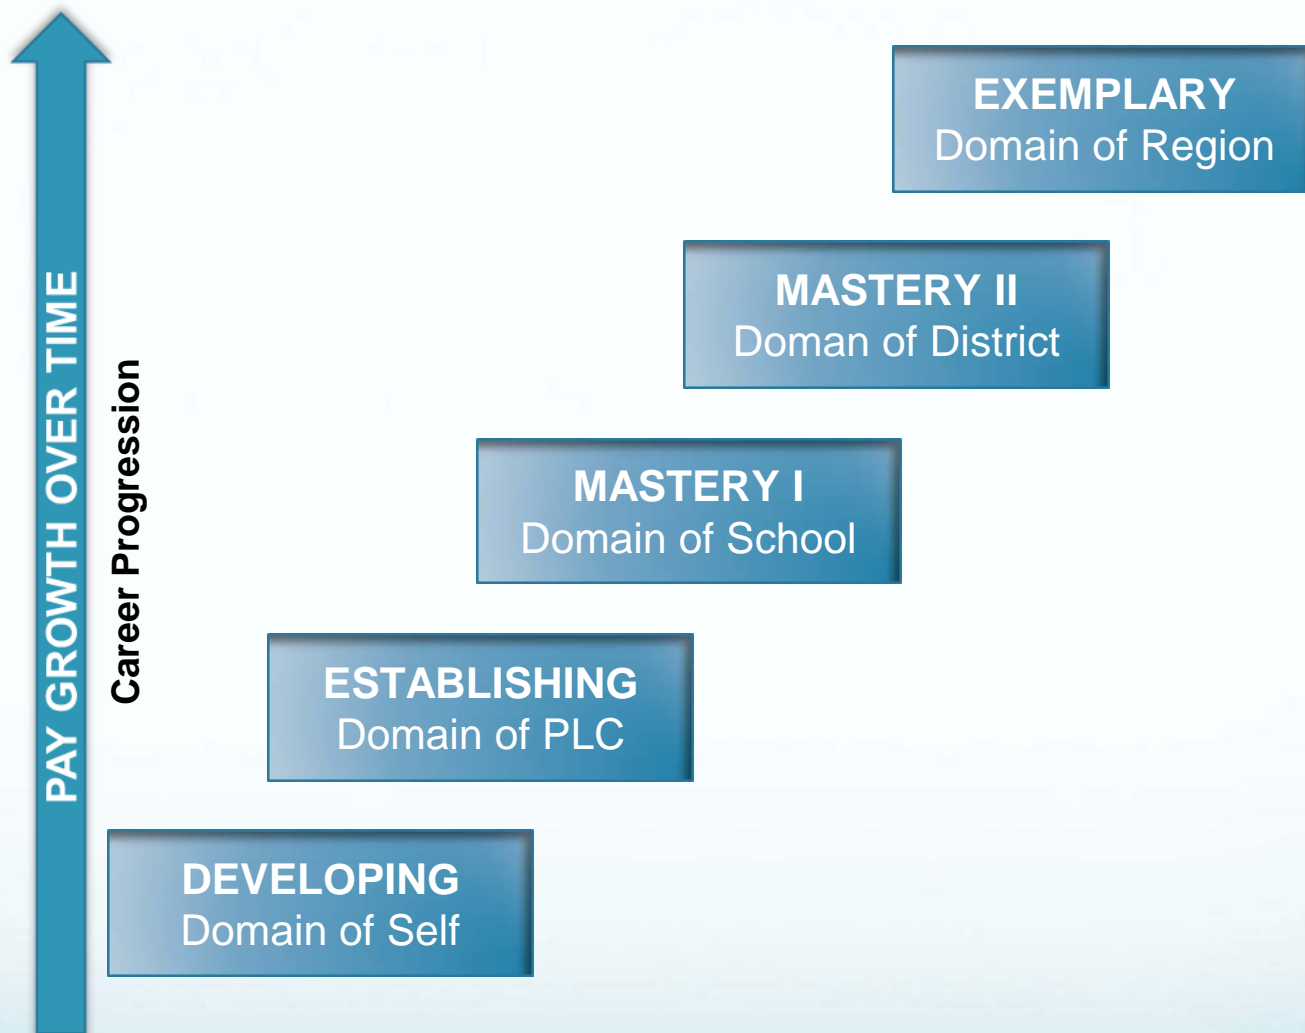 EXEMPLARY
Domain of Region
MASTERY II
Doman of District
MASTERY I
Domain of School
ESTABLISHING
Domain of PLC
DEVELOPING
Domain of Self
PAY GROWTH OVER TIME
Career Progression